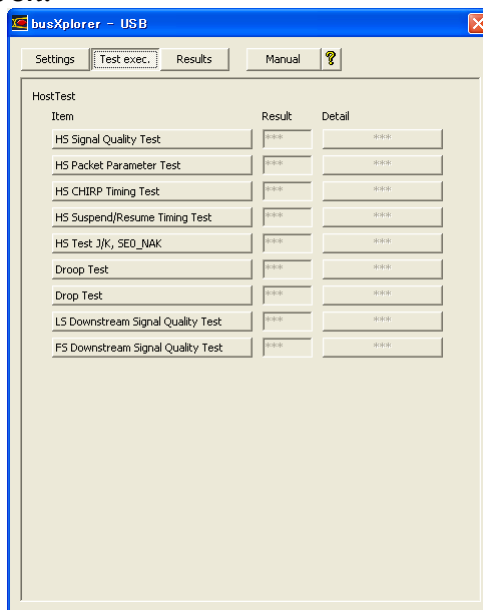 busXplorer - USB
Settings Test exec. Results Manual ?
HostTest
Item Result Detail
HS Signal Quality Test *** ***
HS Packet Parameter Test *** ***
HS CHIRP Timing Test *** ***
HS Suspend/Resume Timing Test *** ***
HS Test J/K, SE0_NAK *** ***
Droop Test *** ***
Drop Test *** ***
LS Downstream Signal Quality Test *** ***
FS Downstream Signal Quality Test *** ***